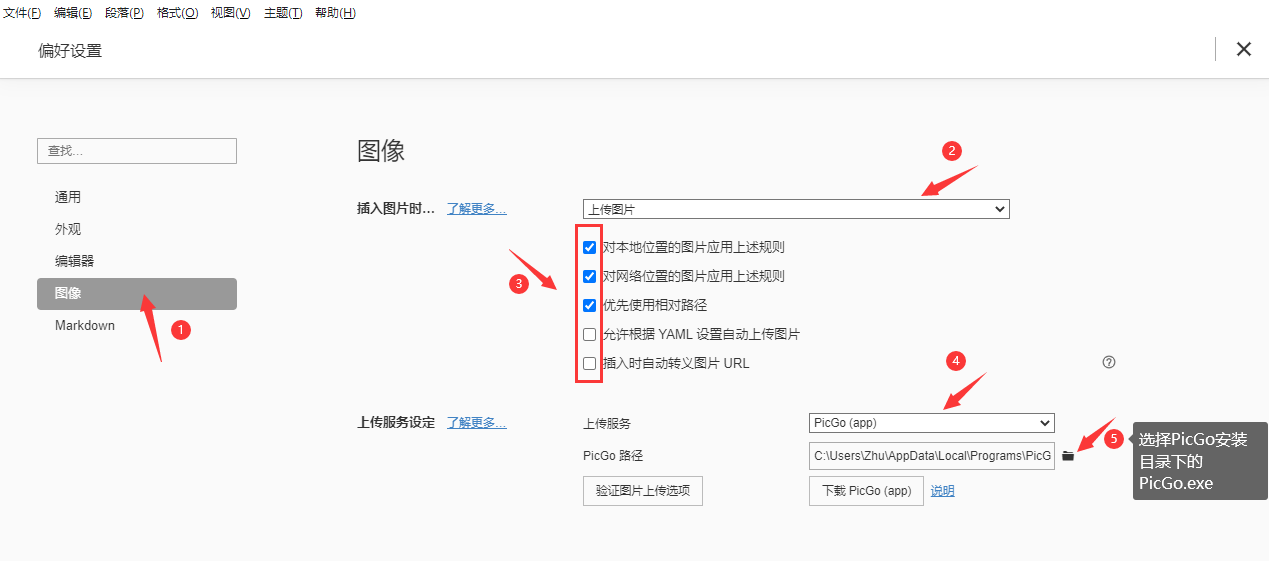 文件(F) 编辑(E) 段落(P) 格式(O) 视图(V) 主题(T) 帮助(H)
偏好设置
查找...
通用
外观
编辑器
图像
Markdown
1
图像
2
插入图片时... 了解更多... 上传图片
3
对本地位置的图片应用上述规则
对网络位置的图片应用上述规则
优先使用相对路径
允许根据 YAML 设置自动上传图片
插入时自动转义图片 URL
4
上传服务设定 了解更多... 上传服务 PicGo (app)
PicGo 路径 C:\Users\Zhu\AppData\Local\Programs\PicG
验证图片上传选项 下载 PicGo (app) 说明
5
选择PicGo安装
目录下的
PicGo.exe